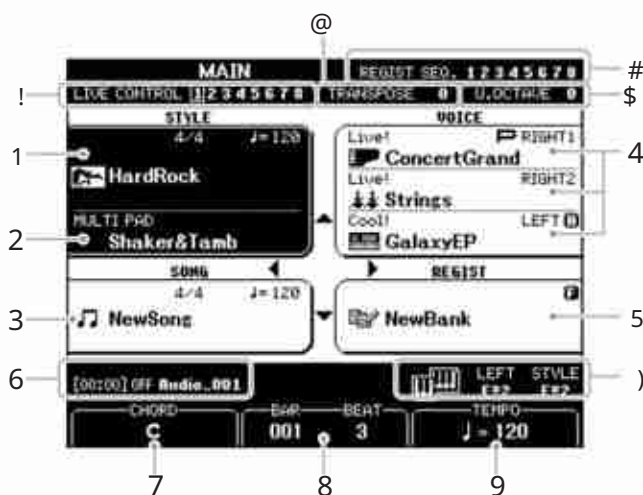 @
MAIN
REGIST SEQ. 1 2 3 4 5 6 7 8
#
!
LIVE CONTROL 1 2 3 4 5 6 7 8
TRANSPOSE 0
U.OCTAVE 0
$
STYLE
VOICE
1
4/4 ♩=120
HardRock
Live! RIGHT1
ConcertGrand
4
Live! RIGHT2
Strings
2
MULTI PAD
Shaker&Tamb
Cool! LEFT
GalaxyEP
SONG
REGIST
3
4/4 ♩=120
NewSong
NewBank
5
6
[00:00] OFF Audio_001
LEFT STYLE
F#2 F#2
)
CHORD
C
BAR BEAT
001 3
TEMPO
♩= 120
7
8
9